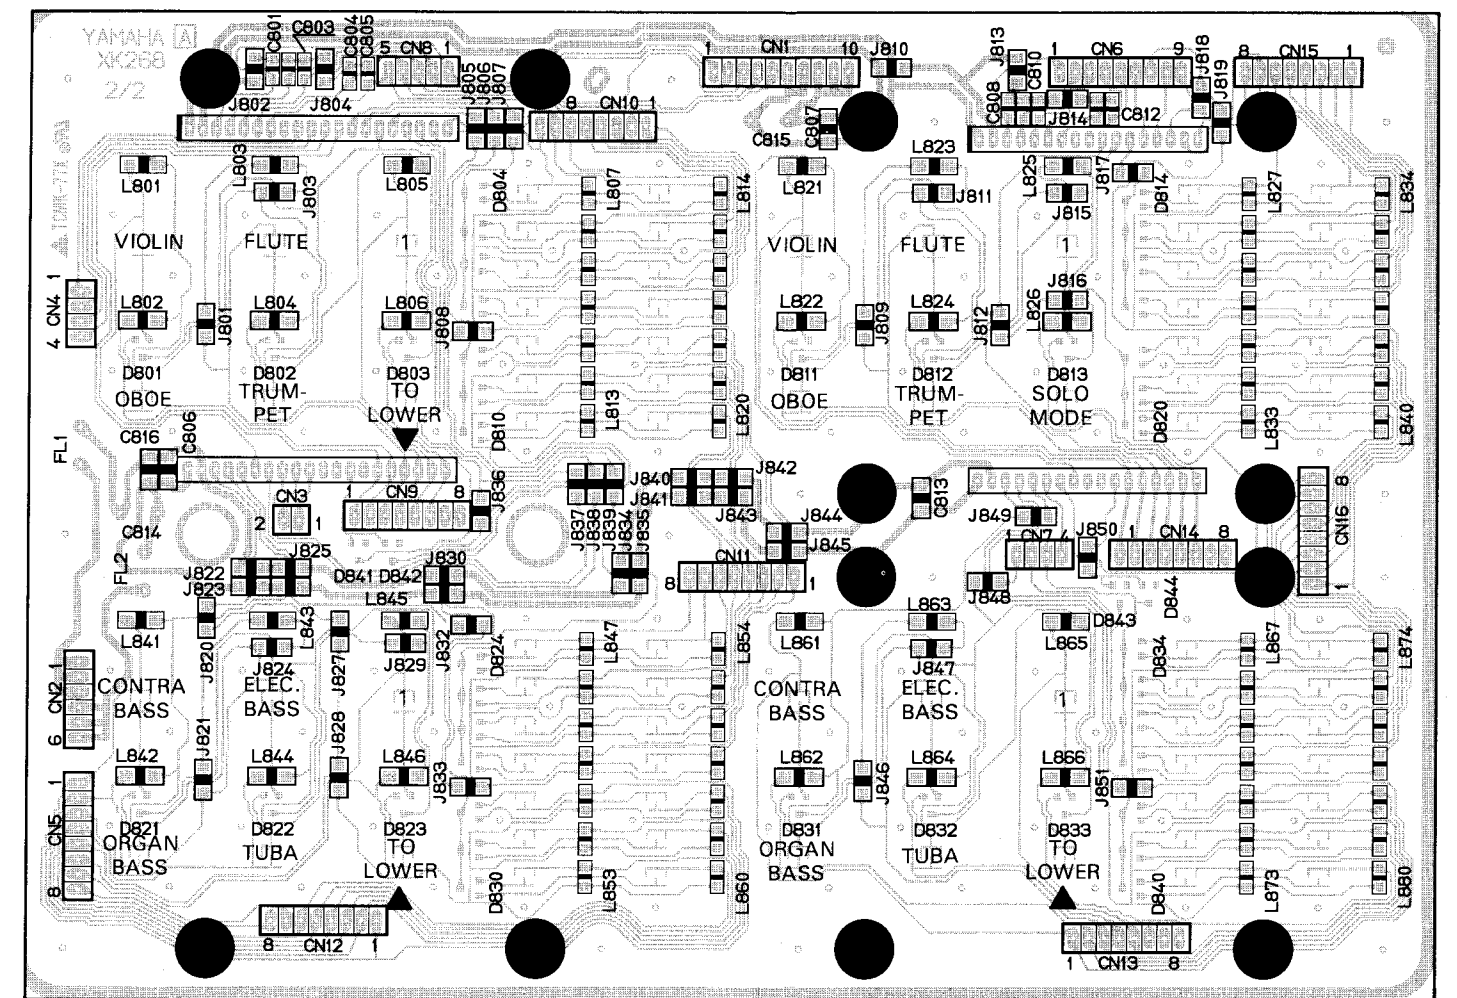 YAMAHA A
XK268
2/2
C801
C803
C804
C805
5 CN8 1
J802
J804
J805
J806
J807
8 CN10 1
1 CN1 10
J810
J813
C810
1 CN6 9
J818
J819
8 CN15 1
C808
J814
C812
C815
C807
L801
L803
J803
L805
D804
L807
L814
L821
L823
J811
L825
J815
J817
D814
L827
L834
VIOLIN
FLUTE
1
VIOLIN
FLUTE
1
CN4 1
4
L802
J801
L804
L806
J808
L822
J809
L824
J812
J816
L826
D801
OBOE
D802
TRUM-
PET
D803
TO
LOWER
D810
L813
L820
D811
OBOE
D812
TRUM-
PET
D813
SOLO
MODE
D820
L833
L840
FL1
C816
C806
CN3
2 1
1 CN9 8
J836
J837
J838
J839
J834
J835
J840
J841
J842
J843
J844
J845
C813
J849
1 CN7 4
J850
1 CN14 8
8
CN16
1
C814
FL2
J822
J823
J825
D841 D842
J830
8 CN11 1
J848
D844
L841
J820
L843
J824
J827
L845
J829
J832
D824
L847
L854
L861
L863
J847
L865
D843
D834
L867
L874
1
CN2
6
CONTRA
BASS
ELEC.
BASS
1
CONTRA
BASS
ELEC.
BASS
1
L842
J821
L844
J828
L846
J833
L862
J846
L864
L866
J851
1
CN5
8
D821
ORGAN
BASS
D822
TUBA
D823
TO
LOWER
D830
L853
L860
D831
ORGAN
BASS
D832
TUBA
D833
TO
LOWER
D840
L873
L880
8 CN12 1
1 CN13 8